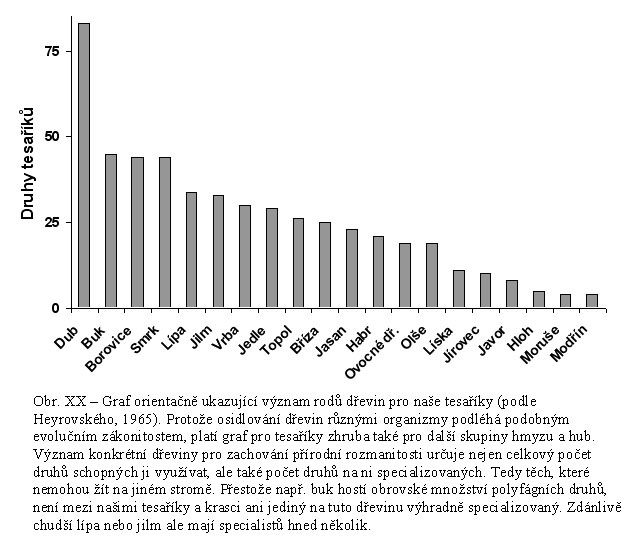 Druhy tesaříků
75
50
25
0
Dub
Buk
Borovice
Smrk
Lípa
Jilm
Vrba
Jedle
Topol
Bříza
Jasan
Habr
Ovocné dř.
Olše
Líska
Jírovec
Javor
Hloh
Moruše
Modřín
Obr. XX – Graf orientačně ukazující význam rodů dřevin pro naše tesaříky (podle
Heyrovského, 1965). Protože osidlování dřevin různými organizmy podléhá podobným
evolučním zákonitostem, platí graf pro tesaříky zhruba také pro další skupiny hmyzu a hub.
Význam konkrétní dřeviny pro zachování přírodní rozmanitosti určuje nejen celkový počet
druhů schopných ji využívat, ale také počet druhů na ni specializovaných. Tedy těch, které
nemohou žít na jiném stromě. Přestože např. buk hostí obrovské množství polyfágních druhů,
není mezi našimi tesaříky a krasci ani jediný na tuto dřevinu výhradně specializovaný. Zdánlivě
chudší lípa nebo jilm ale mají specialistů hned několik.